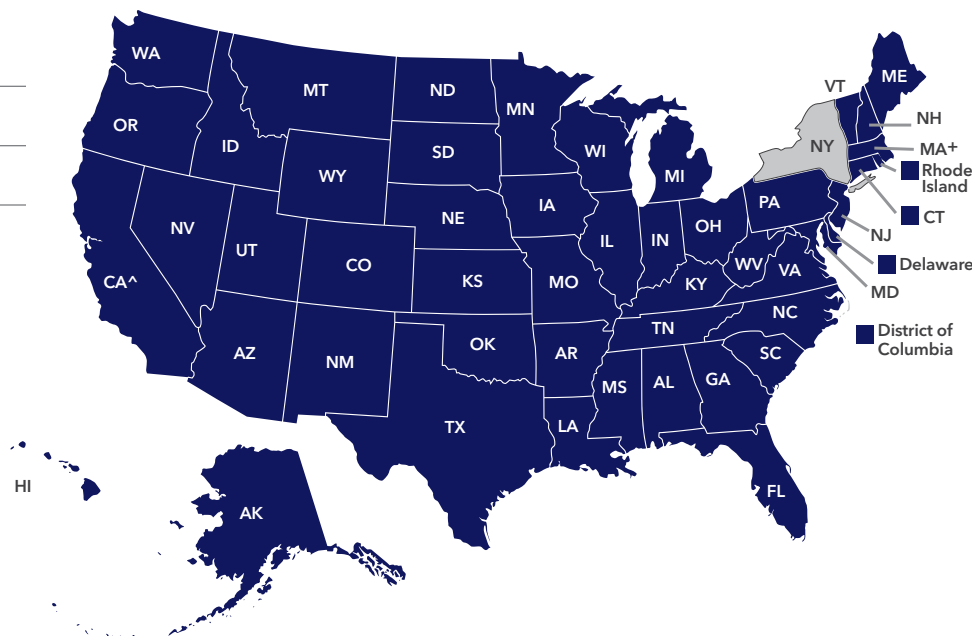 WA
MT
ND
MN
VT
ME
OR
ID
SD
WI
NH
WY
MI
NY
MA+
Rhode
Island
NV
UT
NE
IA
PA
CT
CO
IL
IN
OH
NJ
CA^
KS
MO
WV
VA
Delaware
KY
MD
AZ
NM
OK
AR
TN
NC
District of
Columbia
SC
MS
AL
GA
TX
LA
HI
AK
FL